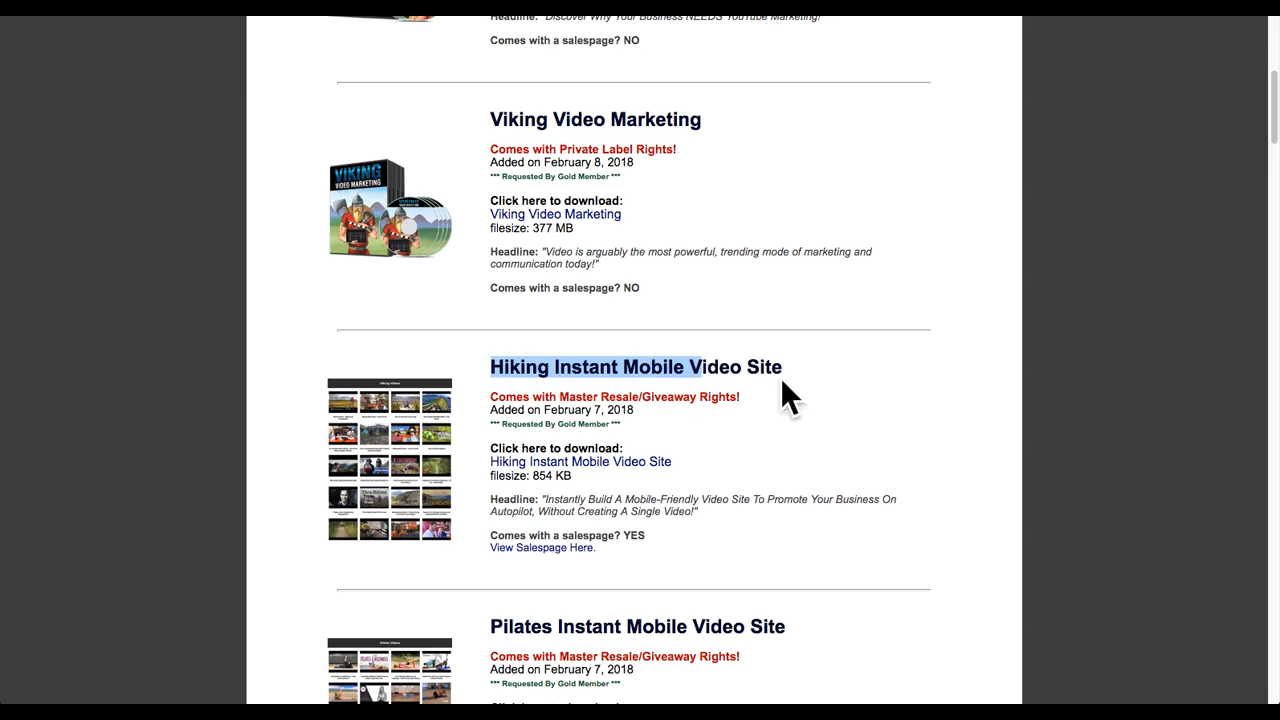 Headline: "Discover Why Your Business NEEDS YouTube Marketing!"
Comes with a salespage? NO
Viking Video Marketing
Comes with Private Label Rights!
Added on February 8, 2018
*** Requested By Gold Member ***
Click here to download:
Viking Video Marketing
filesize: 377 MB
Headline: "Video is arguably the most powerful, trending mode of marketing and
communication today!"
Comes with a salespage? NO
VIKING
VIDEO MARKETING
Hiking Instant Mobile Video Site
Comes with Master Resale/Giveaway Rights!
Added on February 7, 2018
*** Requested By Gold Member ***
Click here to download:
Hiking Instant Mobile Video Site
filesize: 854 KB
Headline: "Instantly Build A Mobile-Friendly Video Site To Promote Your Business On
Autopilot, Without Creating A Single Video!"
Comes with a salespage? YES
View Salespage Here.
Hiking Videos
Pilates Instant Mobile Video Site
Comes with Master Resale/Giveaway Rights!
Added on February 7, 2018
*** Requested By Gold Member ***
Pilates Videos